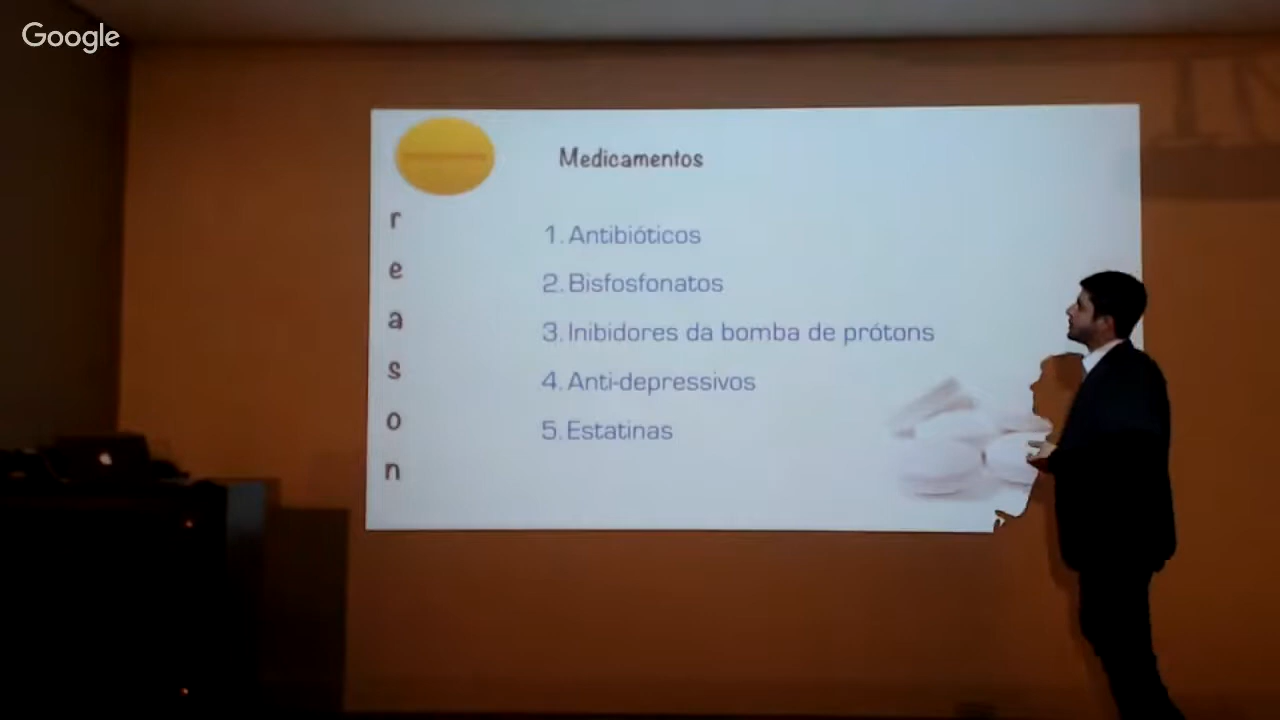 Google
Medicamentos
r
e
a
s
o
n
1. Antibióticos
2. Bisfosfonatos
3. Inibidores da bomba de prótons
4. Anti-depressivos
5. Estatinas